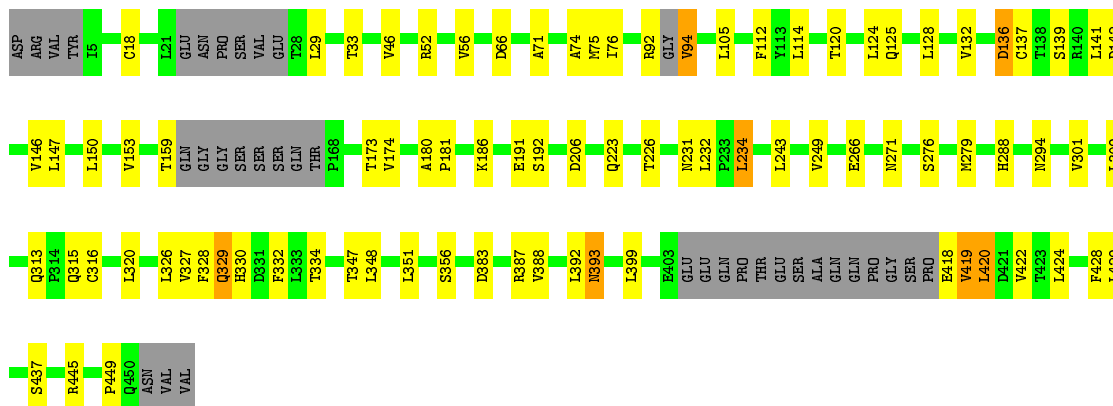 ASP ARG VAL TYR I5 C18 L21 GLU ASN PRO SER VAL GLU T28 L29 T33 V46 R52 V56 D66 A71 A74 M75 I76 R92 GLY V94 L105 F112 Y113 L114 T120 L124 Q125 L128 V132 D136 C137 T138 S139 R140 L141
V146 L147 L150 V153 T159 GLN GLY GLY SER SER SER GLN THR P168 T173 V174 A180 P181 K186 E191 S192 D206 Q223 T226 N231 L232 P233 L234 L243 V249 E266 N271 S276 M279 H288 N294 V301
Q313 P314 Q315 C316 L320 L326 V327 F328 Q329 H330 D331 F332 L333 T334 T347 L348 L351 S356 D383 R387 V388 L392 N393 L399 E403 GLU GLU GLN PRO THR GLU SER ALA GLN GLN PRO GLY SER PRO E418 V419 L420 D421 V422 T423 L424 F428
S437 R445 P449 Q450 ASN VAL VAL